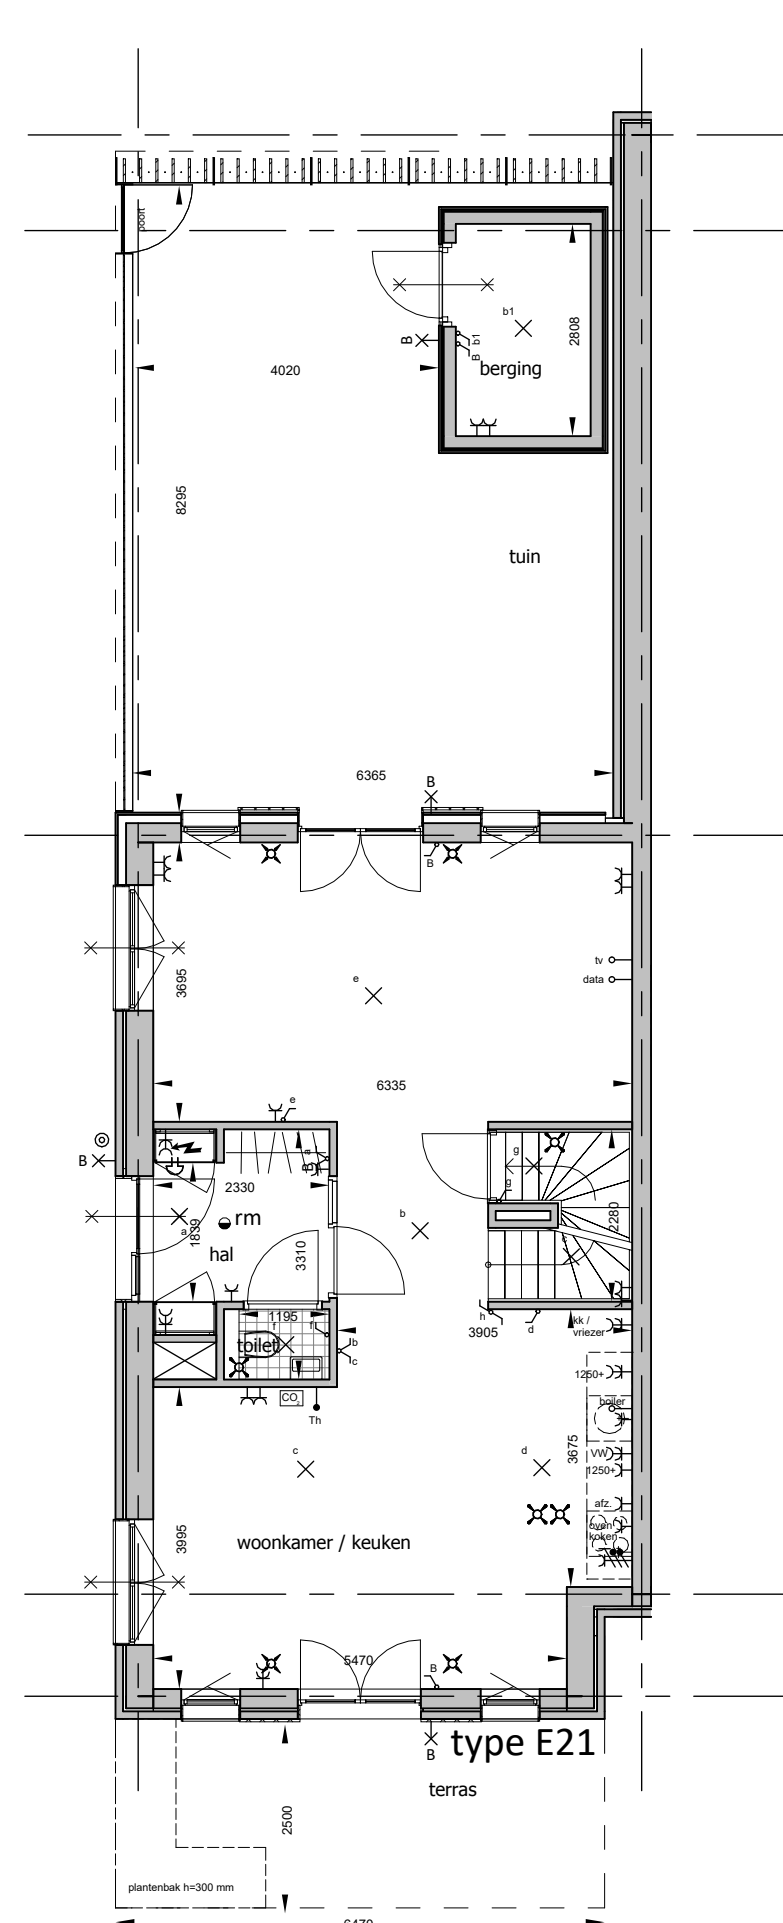 poort
b1
2808
B
b1
B
berging
4020
8295
tuin
6365
B
B
tv
e
data
3695
6335
e
B
a
B
g
2330
g
rm
a
1839
b
2280
hal
3310
c
1195
h
d
kk /
vriezer
f
f
3905
toilet
b
c
1250+
CO2
boiler
Th
c
d
3675
VW
1250+
afz.
3995
woonkamer / keuken
oven
koken
5470
B
type E21
B
terras
2500
plantenbak h=300 mm
6470